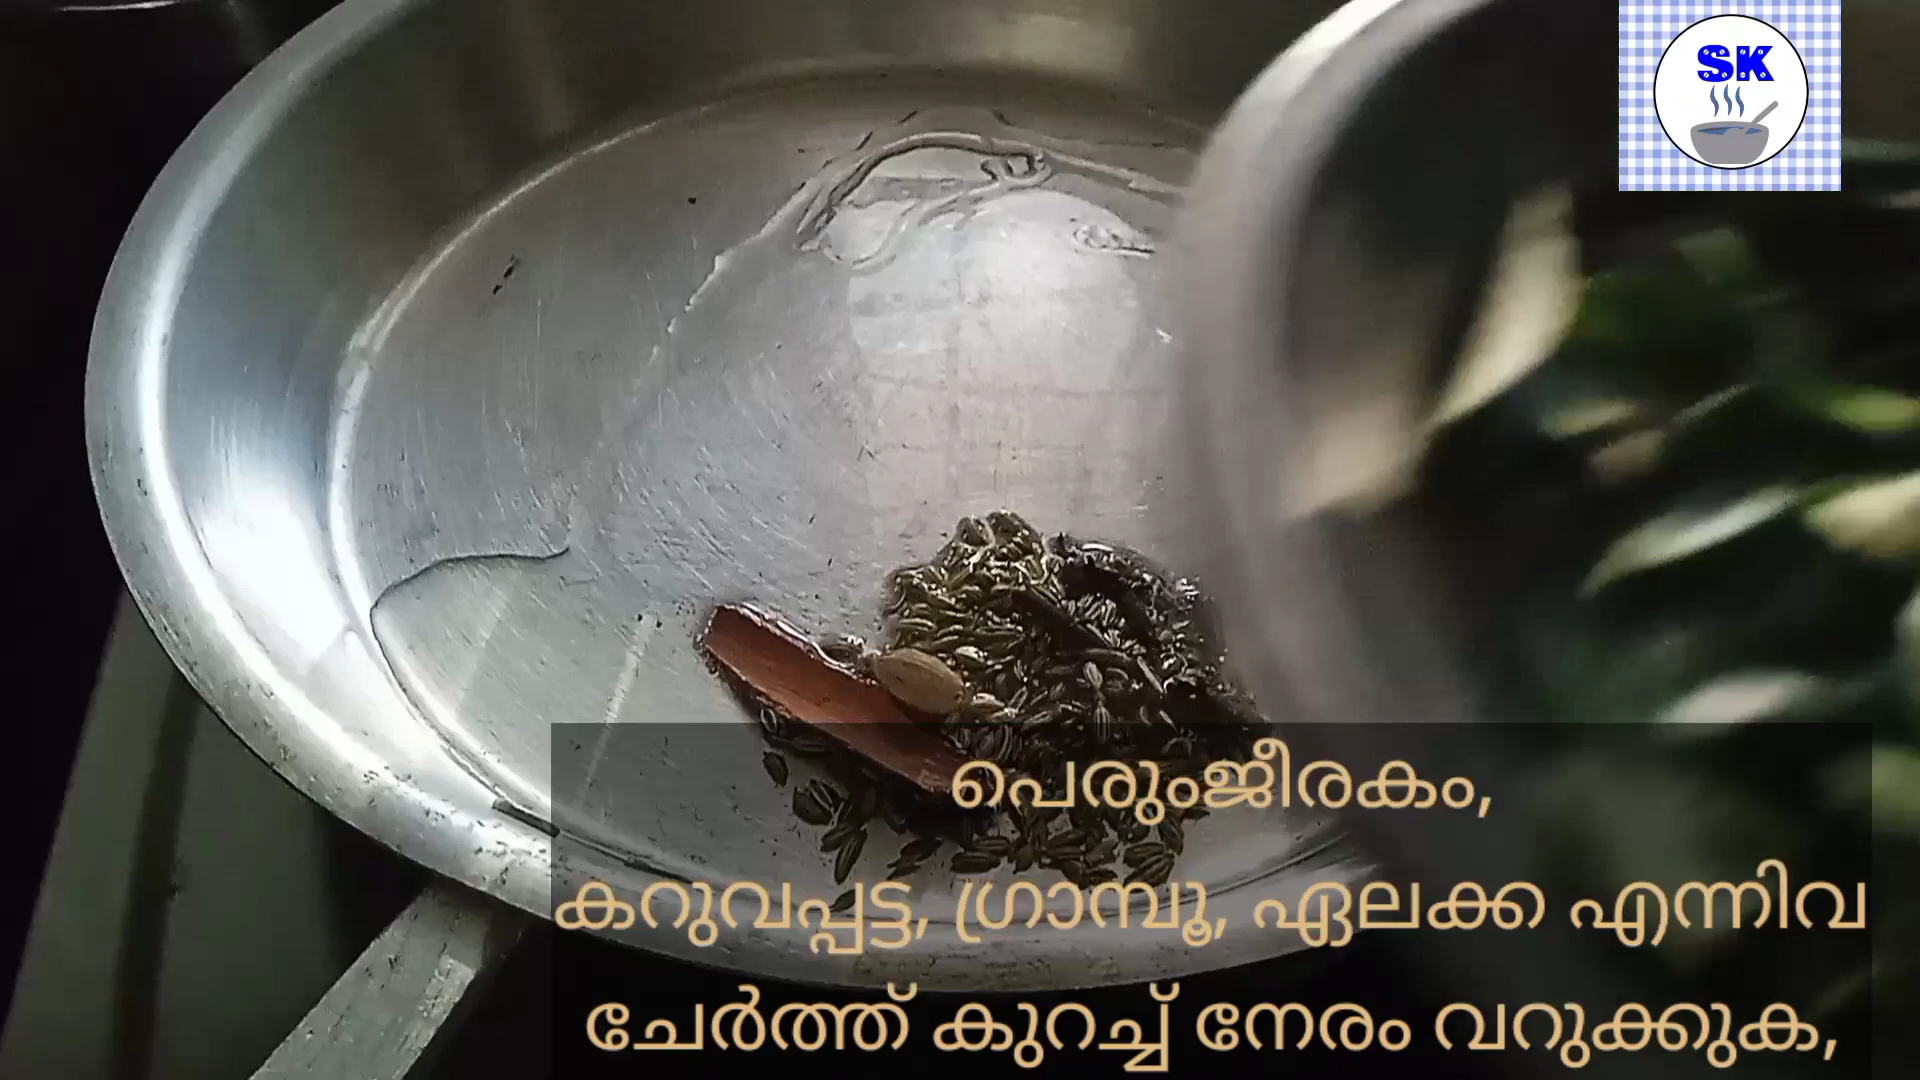 SK
പെരുംജീരകം,
കറുവപ്പട്ട, ഗ്രാമ്പൂ, ഏലക്ക എന്നിവ
ചേർത്ത് കുറച്ച് നേരം വറുക്കുക,